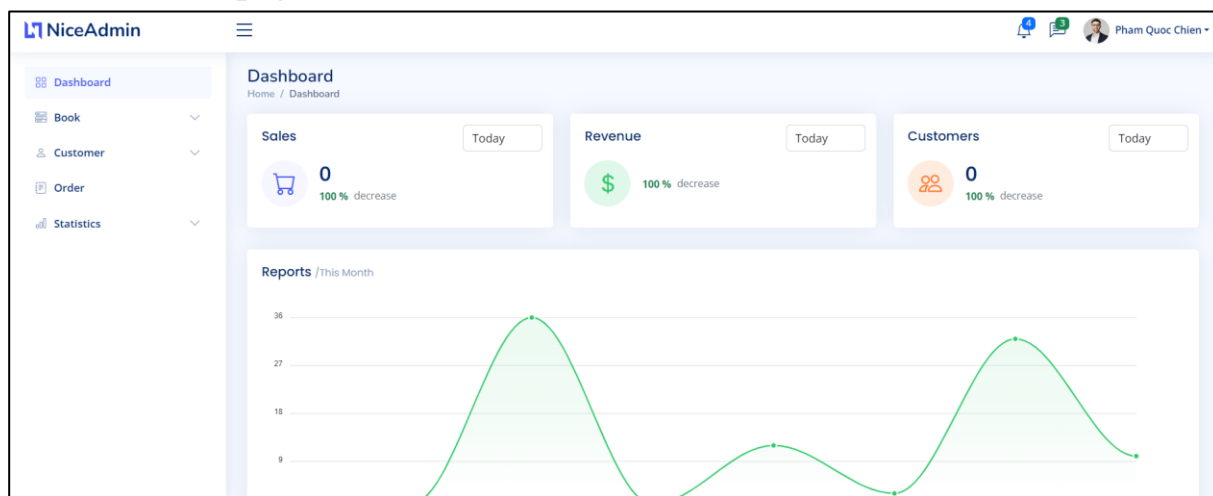 NiceAdmin
4
3
Pham Quoc Chien
Dashboard
Book
Customer
Order
Statistics
Dashboard
Home / Dashboard
Sales
Today
0
100 % decrease
Revenue
Today
$
100 % decrease
Customers
Today
0
100 % decrease
Reports /This Month
36
27
18
9